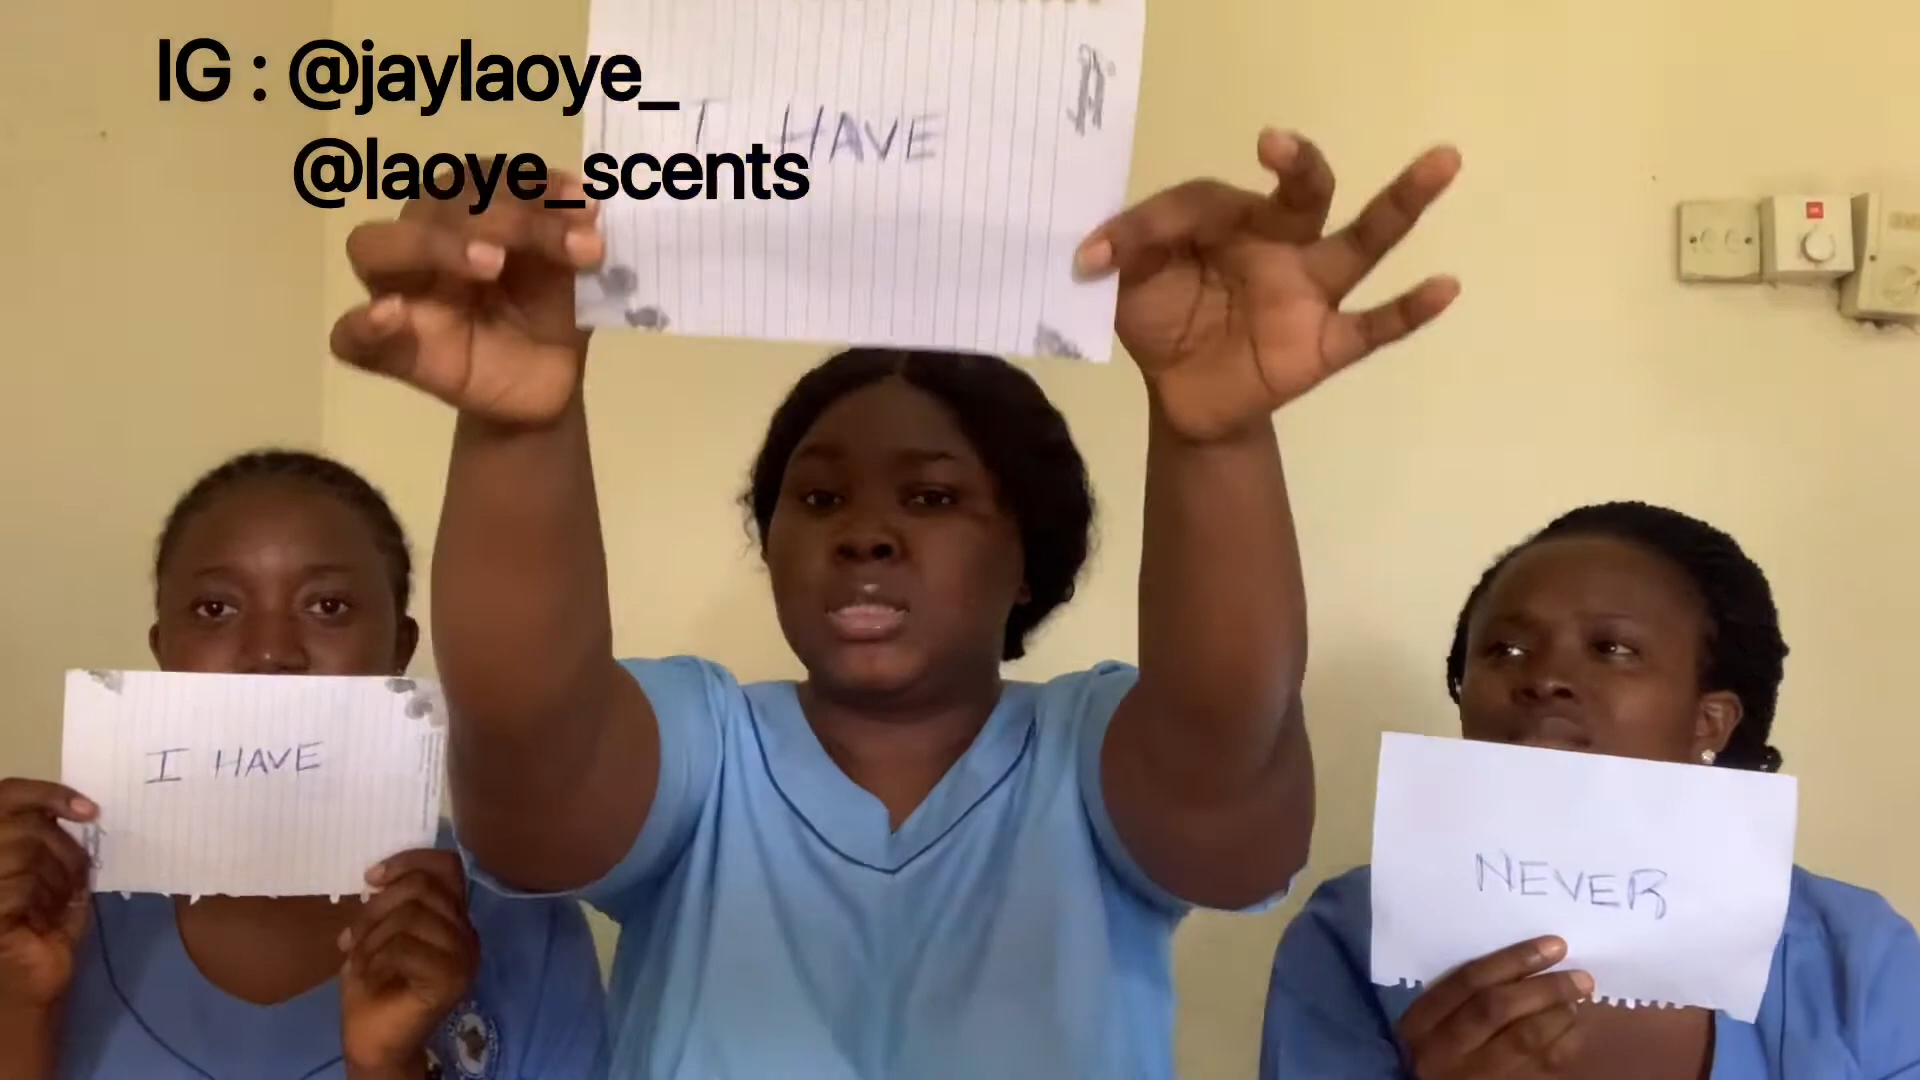 IG : @jaylaoye_
@laoye_scents
I HAVE
I HAVE
NEVER